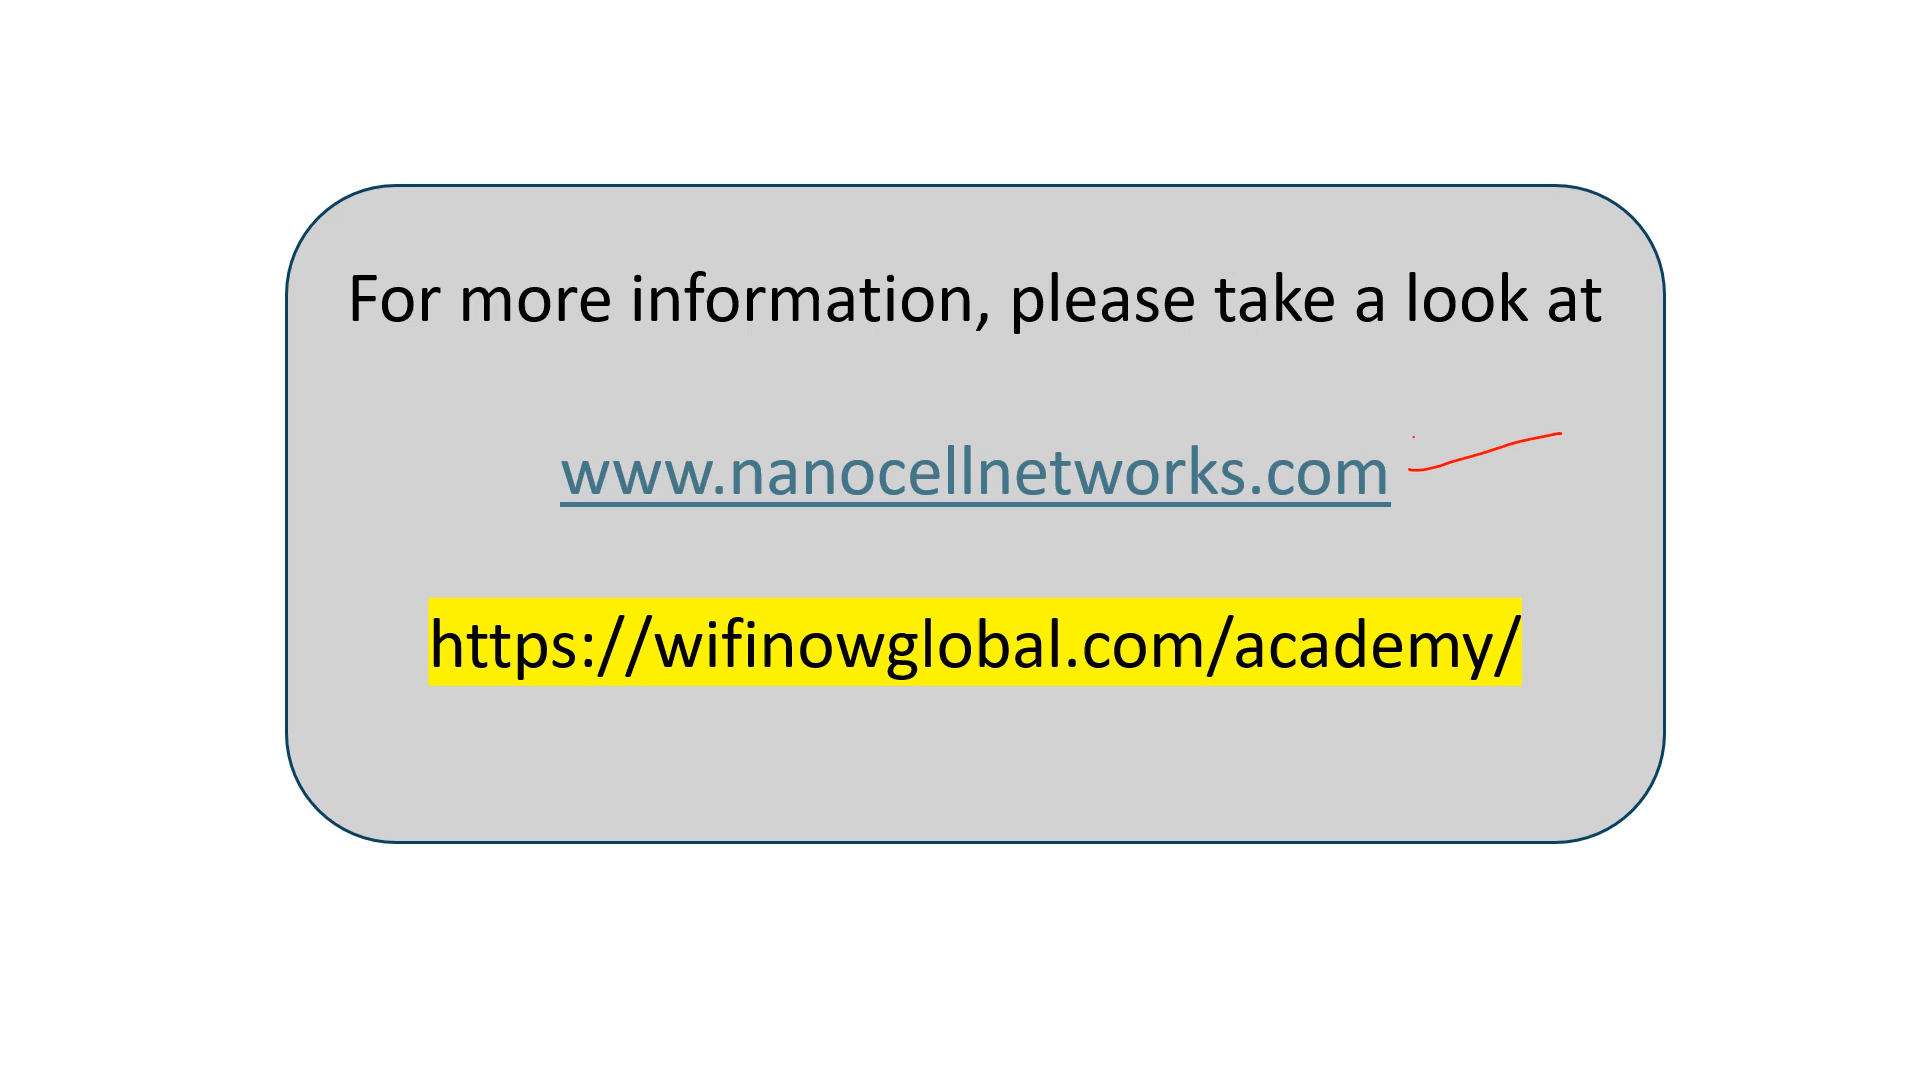 For more information, please take a look at
www.nanocellnetworks.com
https://wifinowglobal.com/academy/